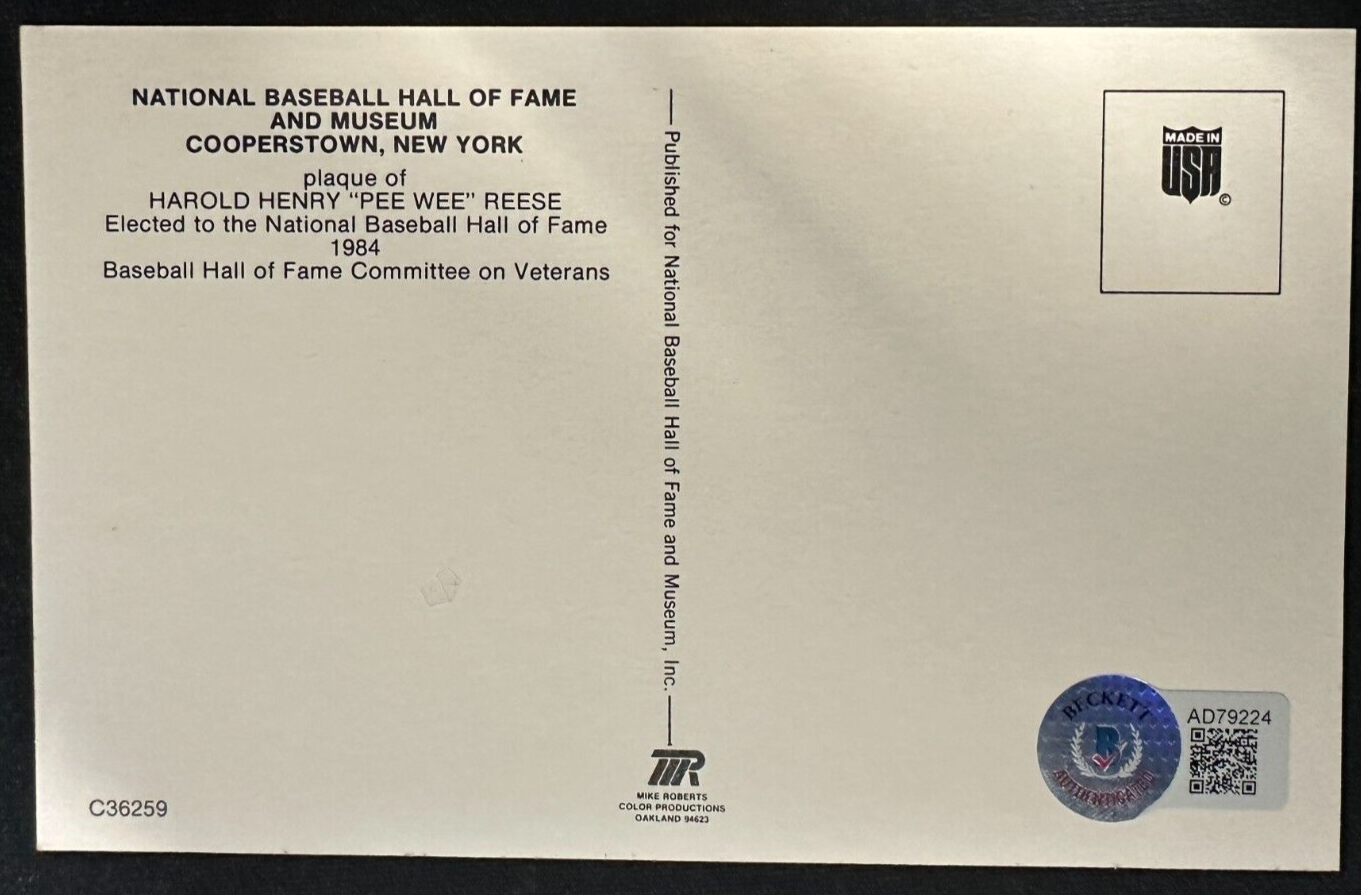 NATIONAL BASEBALL HALL OF FAME
AND MUSEUM
COOPERSTOWN, NEW YORK
plaque of
HAROLD HENRY “PEE WEE” REESE
Elected to the National Baseball Hall of Fame
1984
Baseball Hall of Fame Committee on Veterans
C36259
Published for National Baseball Hall of Fame and Museum, Inc.
MR
MIKE ROBERTS
COLOR PRODUCTIONS
OAKLAND 94623
MADE IN
USA
©
BECKETT
B
AUTHENTICATION
AD79224